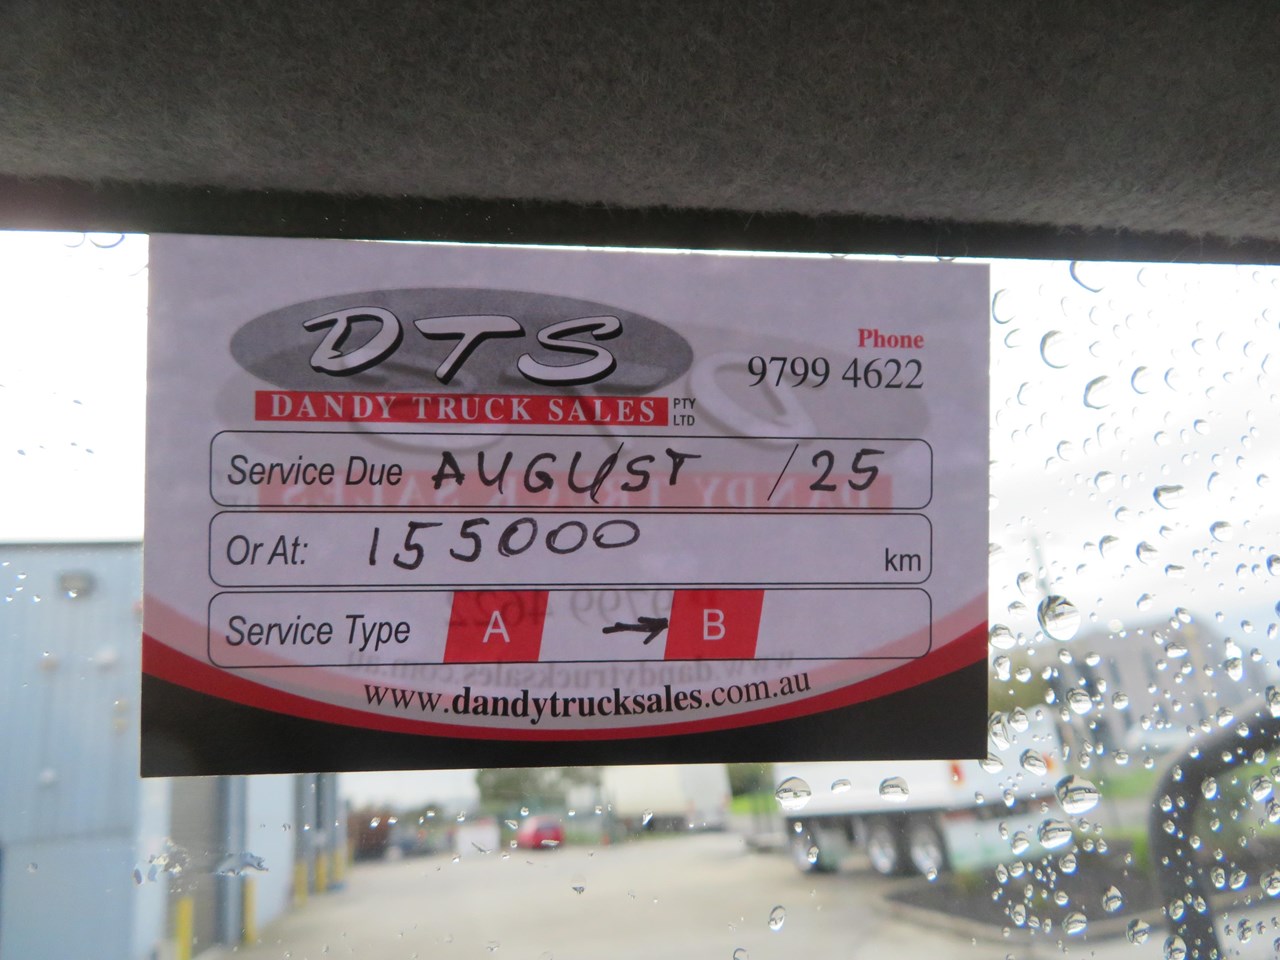 DTS
DANDY TRUCK SALES PTY LTD
Phone
9799 4622
Service Due AUGUST /25
Or At: 155000 km
Service Type A → B
www.dandytrucksales.com.au